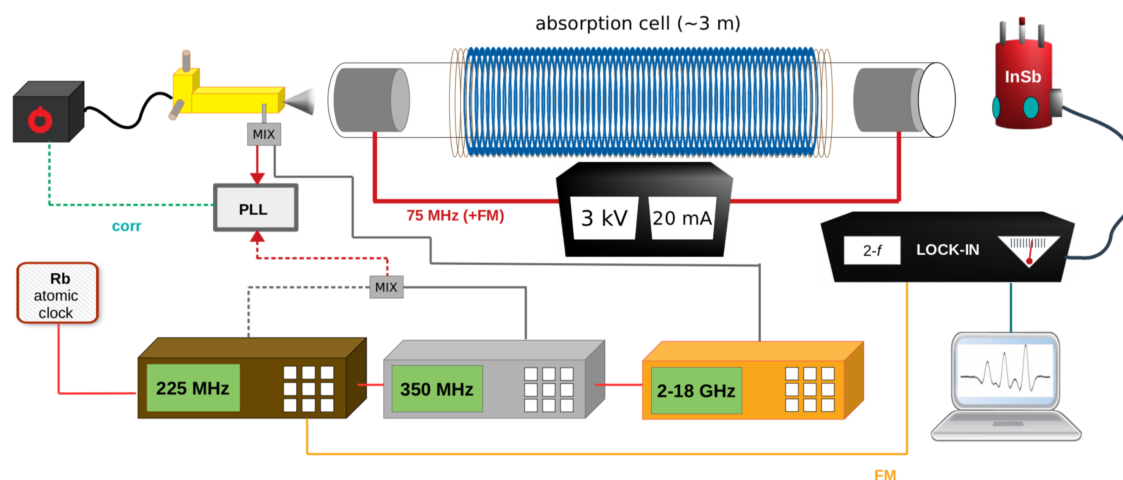 absorption cell (~3 m)
InSb
MIX
PLL
corr
75 MHz (+FM)
3 kV
20 mA
2-f
LOCK-IN
Rb
atomic
clock
MIX
225 MHz
350 MHz
2-18 GHz
FM